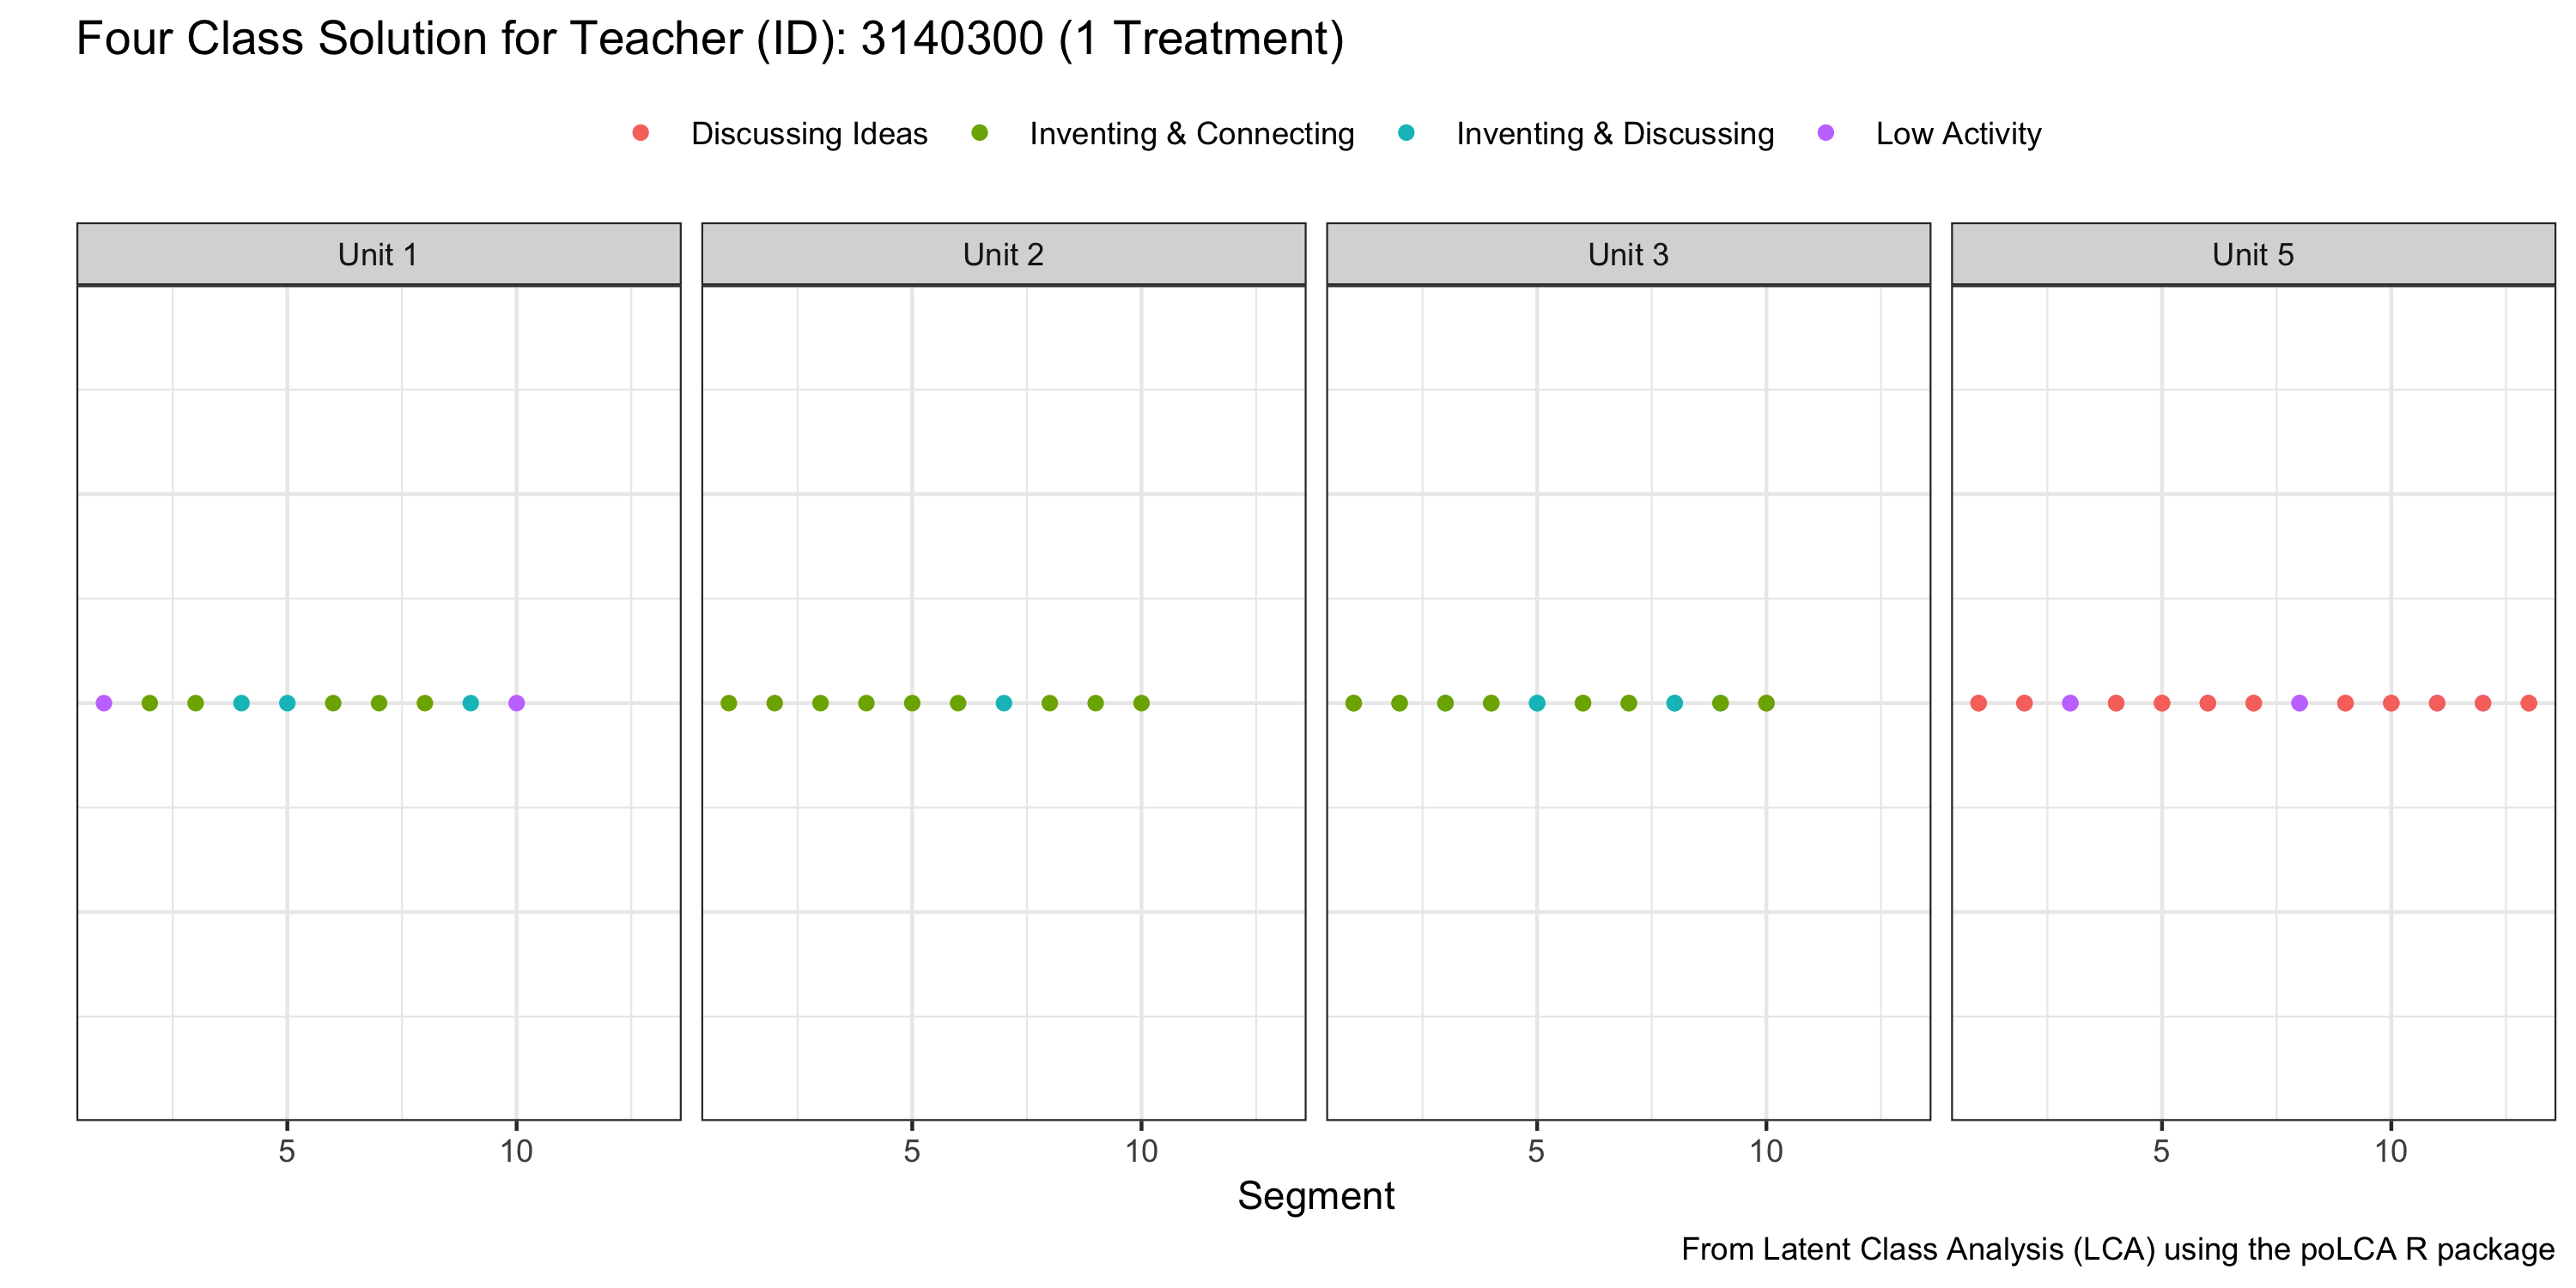 Four Class Solution for Teacher (ID): 3140300 (1 Treatment)
Discussing Ideas Inventing & Connecting Inventing & Discussing Low Activity
Unit 1 Unit 2 Unit 3 Unit 5
5 10 5 10 5 10 5 10
Segment
From Latent Class Analysis (LCA) using the poLCA R package